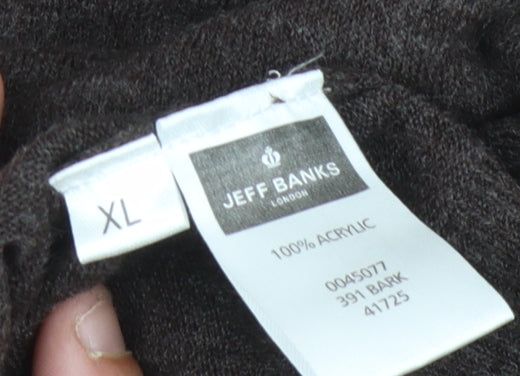 XL
JEFF BANKS
LONDON
100% ACRYLIC
0045077
391 BARK
41725